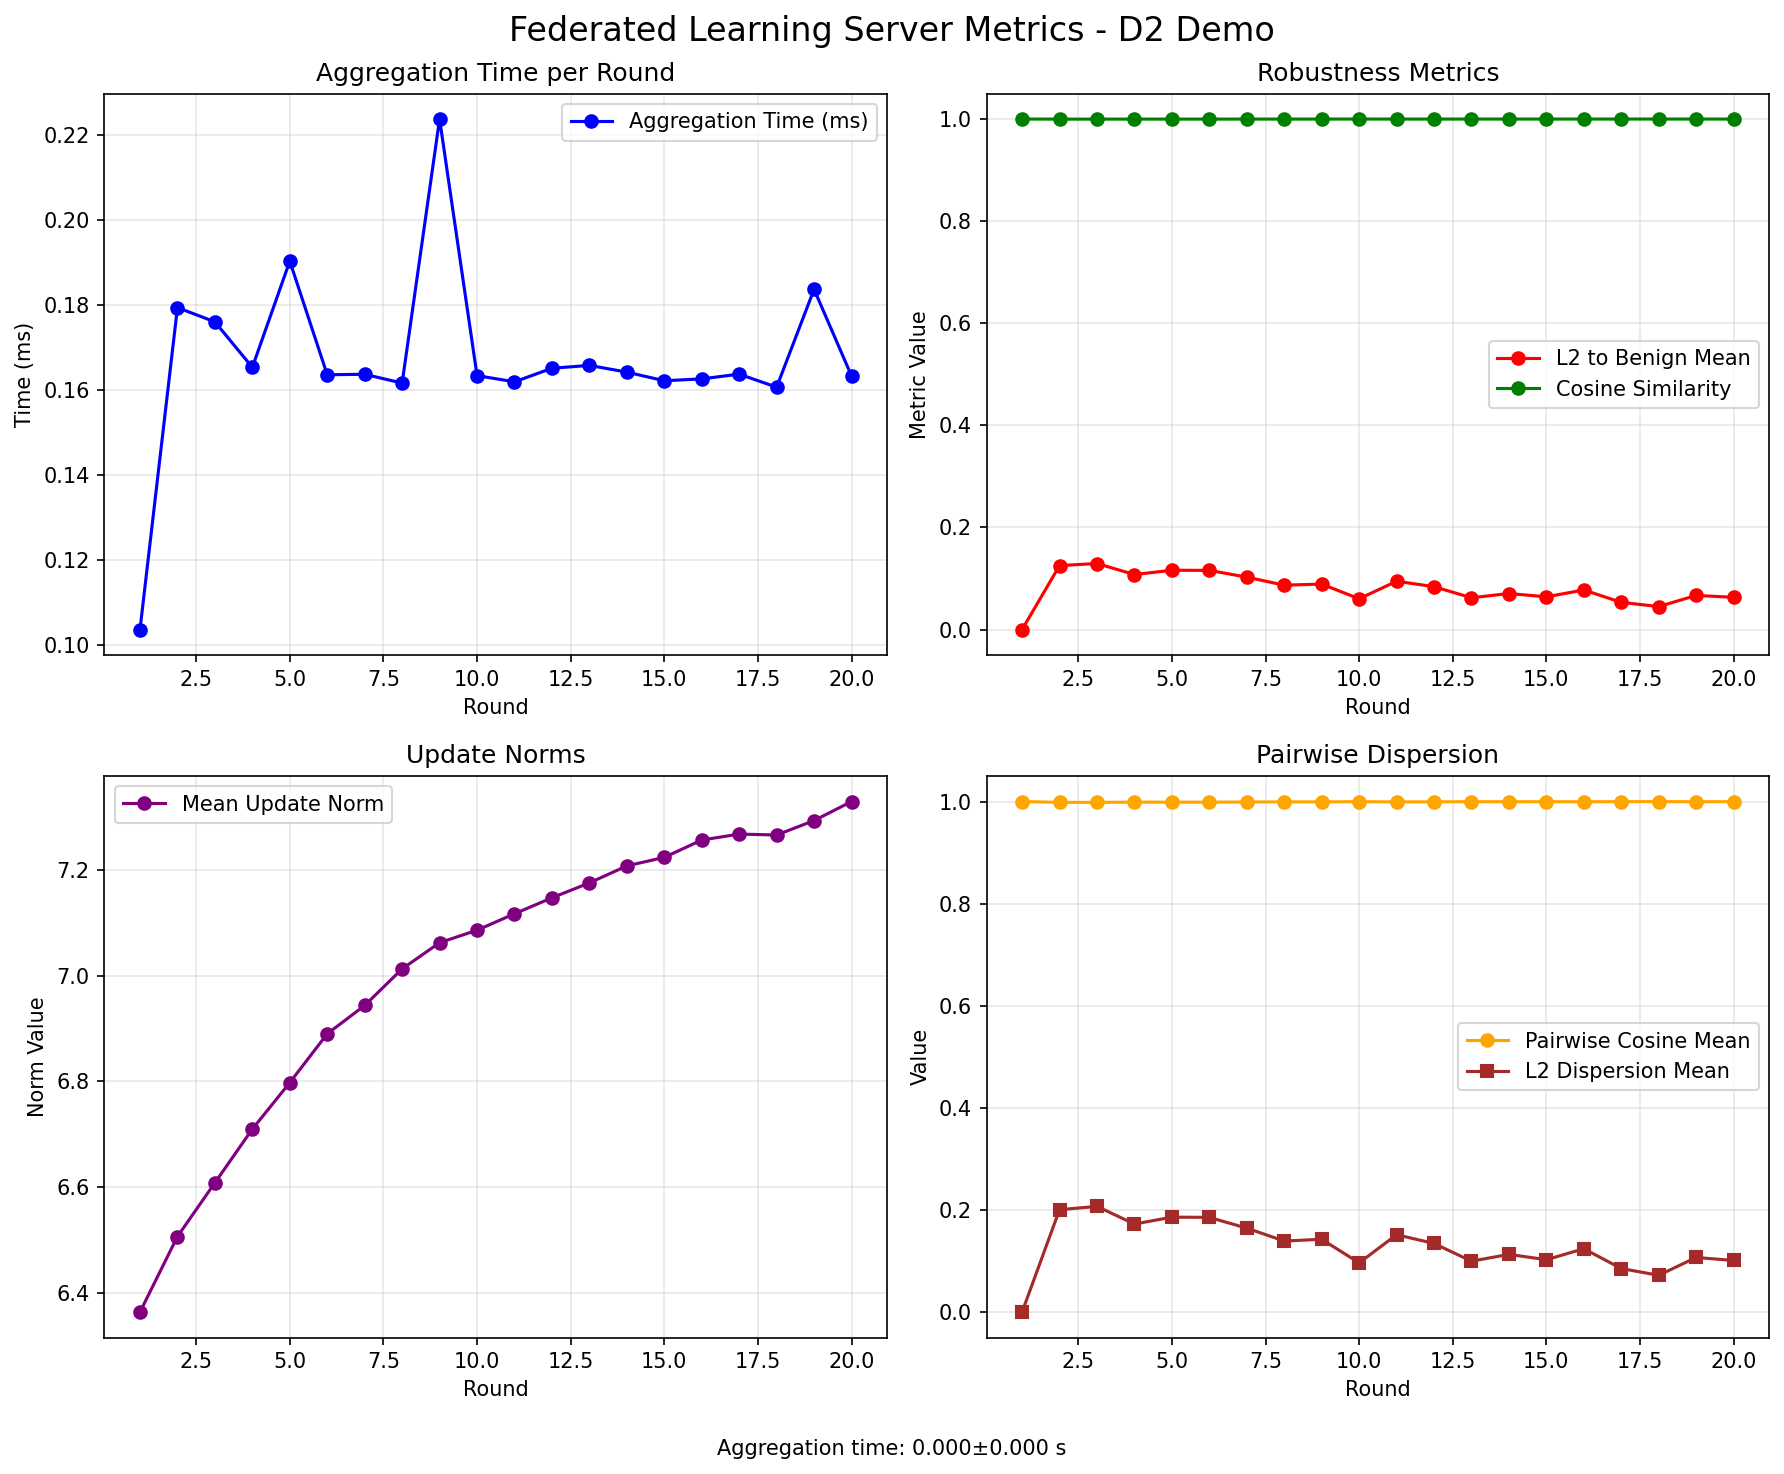 Federated Learning Server Metrics - D2 Demo
Aggregation Time per Round
Aggregation Time (ms)
Time (ms)
0.22
0.20
0.18
0.16
0.14
0.12
0.10
2.5 5.0 7.5 10.0 12.5 15.0 17.5 20.0
Round
Robustness Metrics
Metric Value
1.0
0.8
0.6
0.4
0.2
0.0
L2 to Benign Mean
Cosine Similarity
2.5 5.0 7.5 10.0 12.5 15.0 17.5 20.0
Round
Update Norms
Mean Update Norm
Norm Value
7.2
7.0
6.8
6.6
6.4
2.5 5.0 7.5 10.0 12.5 15.0 17.5 20.0
Round
Pairwise Dispersion
Value
1.0
0.8
0.6
0.4
0.2
0.0
Pairwise Cosine Mean
L2 Dispersion Mean
2.5 5.0 7.5 10.0 12.5 15.0 17.5 20.0
Round
Aggregation time: 0.000±0.000 s